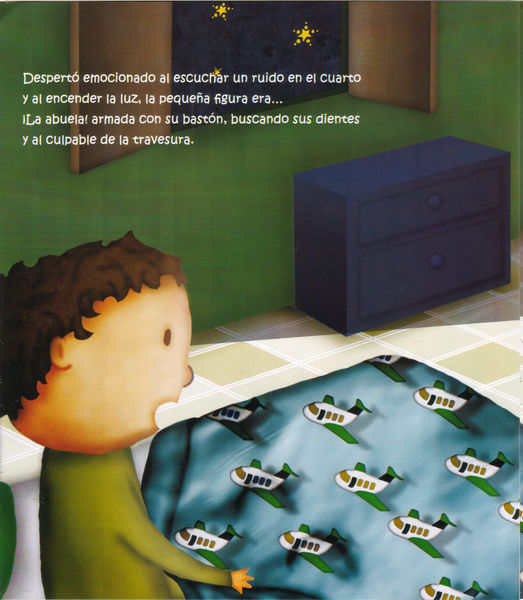 Despertó emocionado al escuchar un ruido en el cuarto
y al encender la luz, la pequeña figura era...
¡La abuela! armada con su bastón, buscando sus dientes
y al culpable de la travesura.